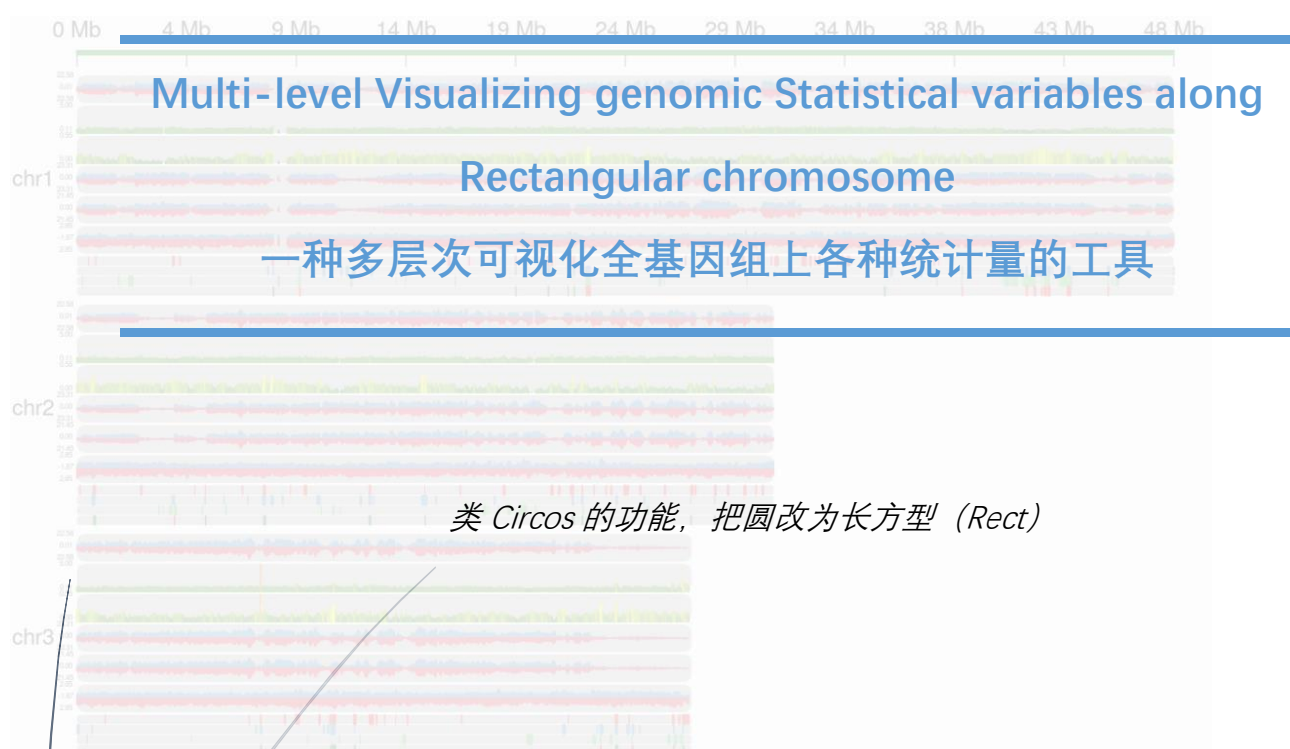 0 Mb 4 Mb 9 Mb 14 Mb 19 Mb 24 Mb 29 Mb 34 Mb 38 Mb 43 Mb 48 Mb
Multi-level Visualizing genomic Statistical variables along
chr1
Rectangular chromosome
一种多层次可视化全基因组上各种统计量的工具
chr2
类 Circos 的功能，把圆改为长方型（Rect）
chr3